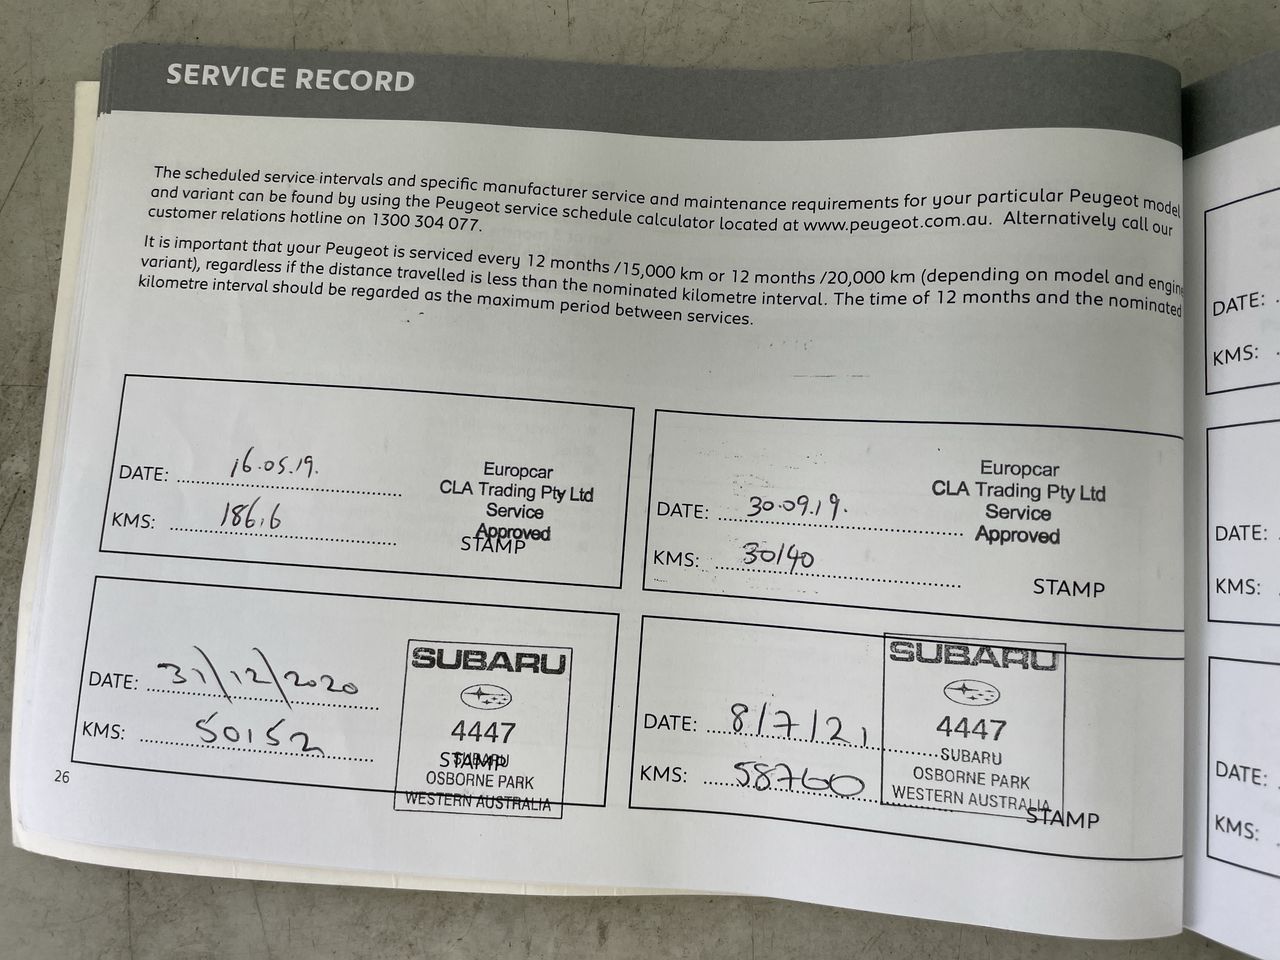 SERVICE RECORD
The scheduled service intervals and specific manufacturer service and maintenance requirements for your particular Peugeot model
and variant can be found by using the Peugeot service schedule calculator located at www.peugeot.com.au. Alternatively call our
customer relations hotline on 1300 304 077.
It is important that your Peugeot is serviced every 12 months /15,000 km or 12 months /20,000 km (depending on model and engine
variant), regardless if the distance travelled is less than the nominated kilometre interval. The time of 12 months and the nominated
kilometre interval should be regarded as the maximum period between services.
DATE: 16.05.19.
KMS: 18616
Europcar
CLA Trading Pty Ltd
Service
Approved
STAMP
DATE: 30.09.19.
KMS: 30140
Europcar
CLA Trading Pty Ltd
Service
Approved
STAMP
DATE: 31/12/2020
KMS: 50152
SUBARU
4447
SUBARU
STAMP
OSBORNE PARK
WESTERN AUSTRALIA
DATE: 8/7/21
KMS: 58760
SUBARU
4447
SUBARU
OSBORNE PARK
WESTERN AUSTRALIA
STAMP
26
DATE:
KMS:
DATE:
KMS:
DATE:
KMS: